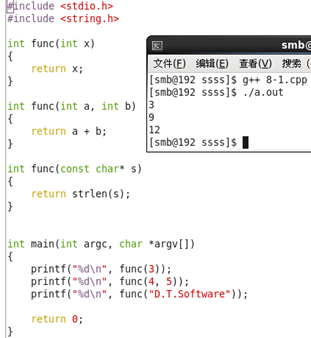 #include <stdio.h>
#include <string.h>
int func(int x)
{
    return x;
}
int func(int a, int b)
{
    return a + b;
}
int func(const char* s)
{
    return strlen(s);
}
int main(int argc, char *argv[])
{
    printf("%d\n", func(3));
    printf("%d\n", func(4, 5));
    printf("%d\n", func("D.T.Software"));
    return 0;
}
smb@
文件(F) 编辑(E) 查看(V) 搜索
[smb@192 ssss]$ g++ 8-1.cpp
[smb@192 ssss]$ ./a.out
3
9
12
[smb@192 ssss]$